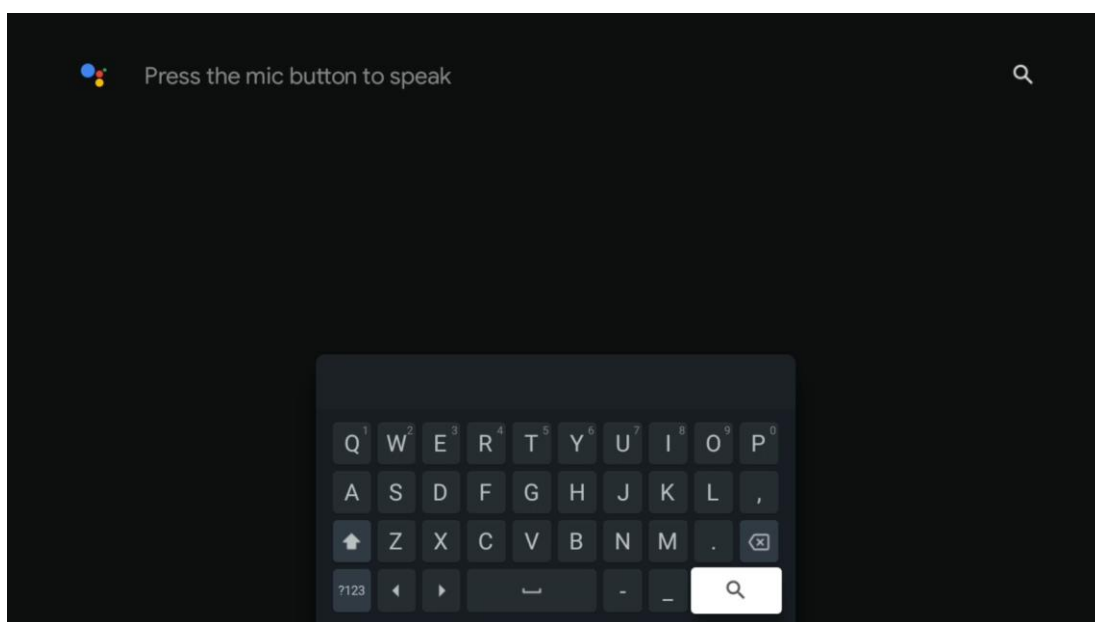 Press the mic button to speak
Q1 W2 E3 R4 T5 Y6 U7 I8 O9 P0
A S D F G H J K L ,
Z X C V B N M .
?123 - _